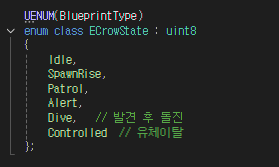 UENUM(BlueprintType)
enum class ECrowState : uint8
{
Idle,
SpawnRise,
Patrol,
Alert,
Dive,   // 발견 후 돌진
Controlled  // 유체이탈
};